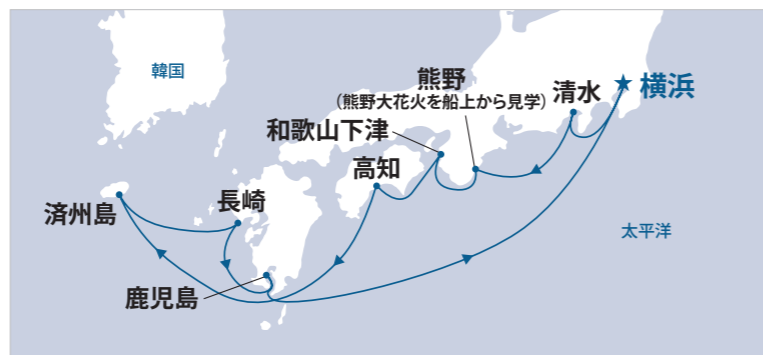 韓国
熊野
(熊野大花火を船上から見学)
清水
横浜
和歌山下津
高知
済州島
長崎
鹿児島
太平洋